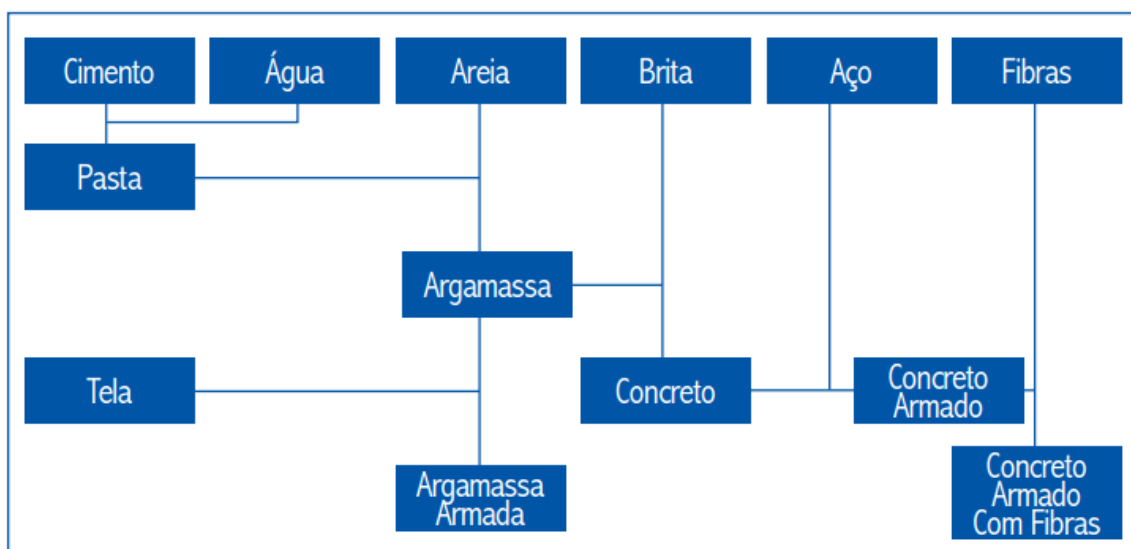 Cimento
Água
Areia
Brita
Aço
Fibras
Pasta
Argamassa
Tela
Concreto
Concreto
Armado
Argamassa
Armada
Concreto
Armado
Com Fibras